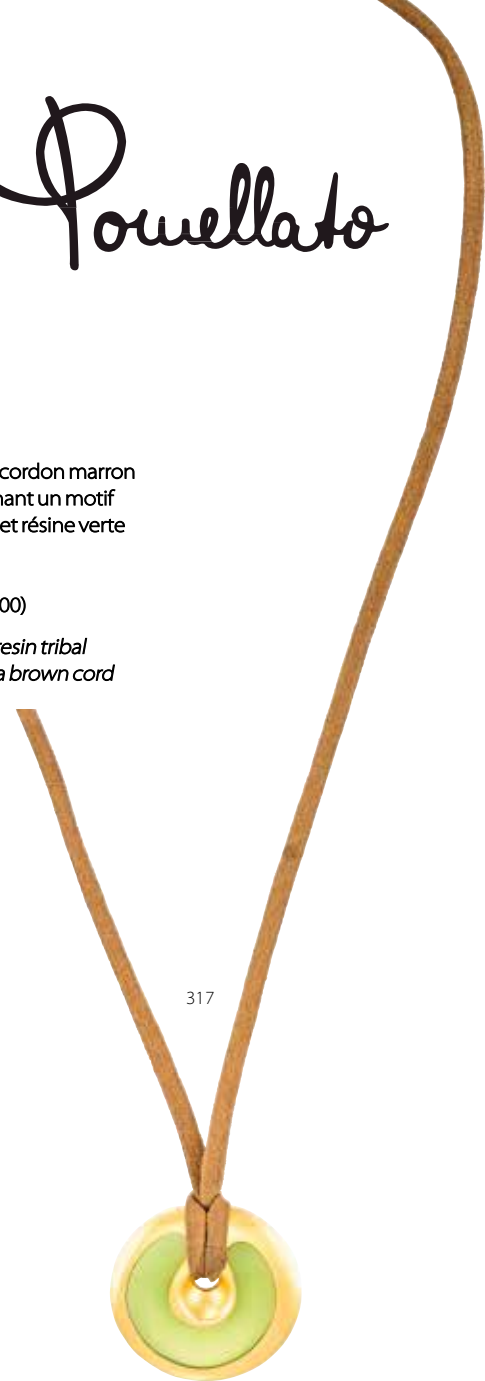 Pomellato
cordon marron
nant un motif
et résine verte
00)
resin tribal
a brown cord
317